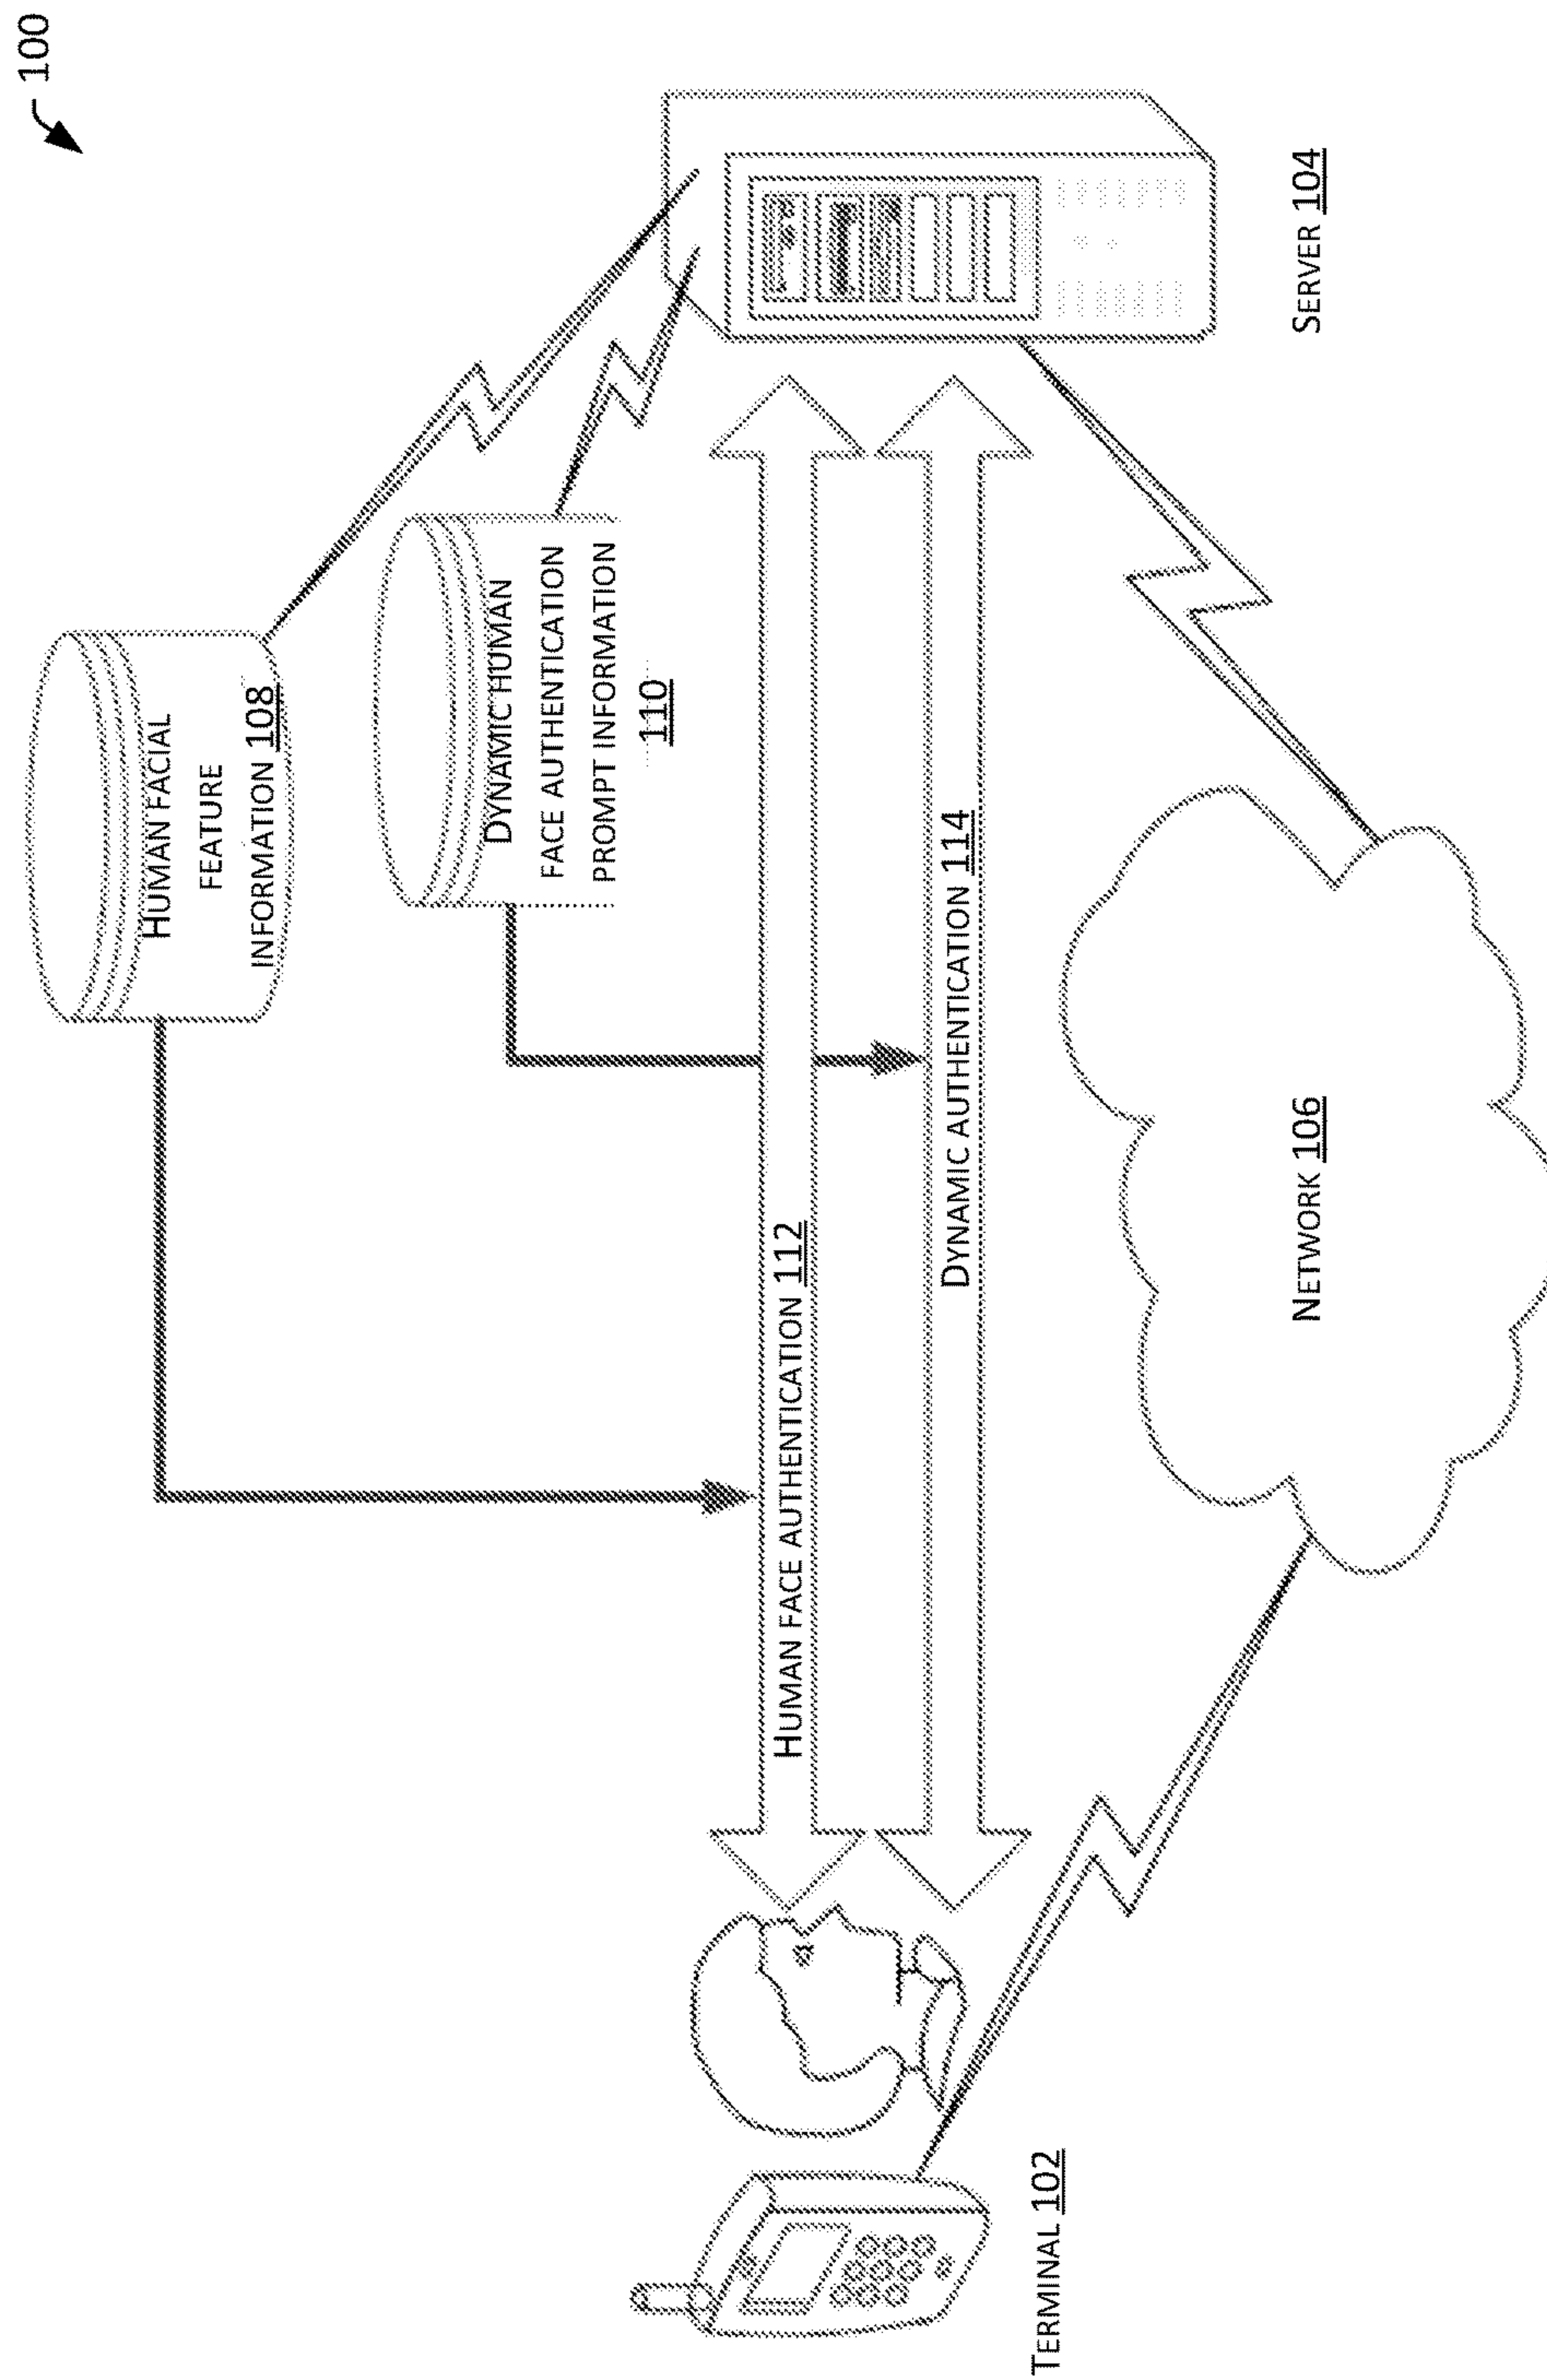 100
HUMAN FACIAL
FEATURE
INFORMATION 108
DYNAMIC HUMAN
FACE AUTHENTICATION
PROMPT INFORMATION
110
HUMAN FACE AUTHENTICATION 112
DYNAMIC AUTHENTICATION 114
TERMINAL 102
NETWORK 106
SERVER 104